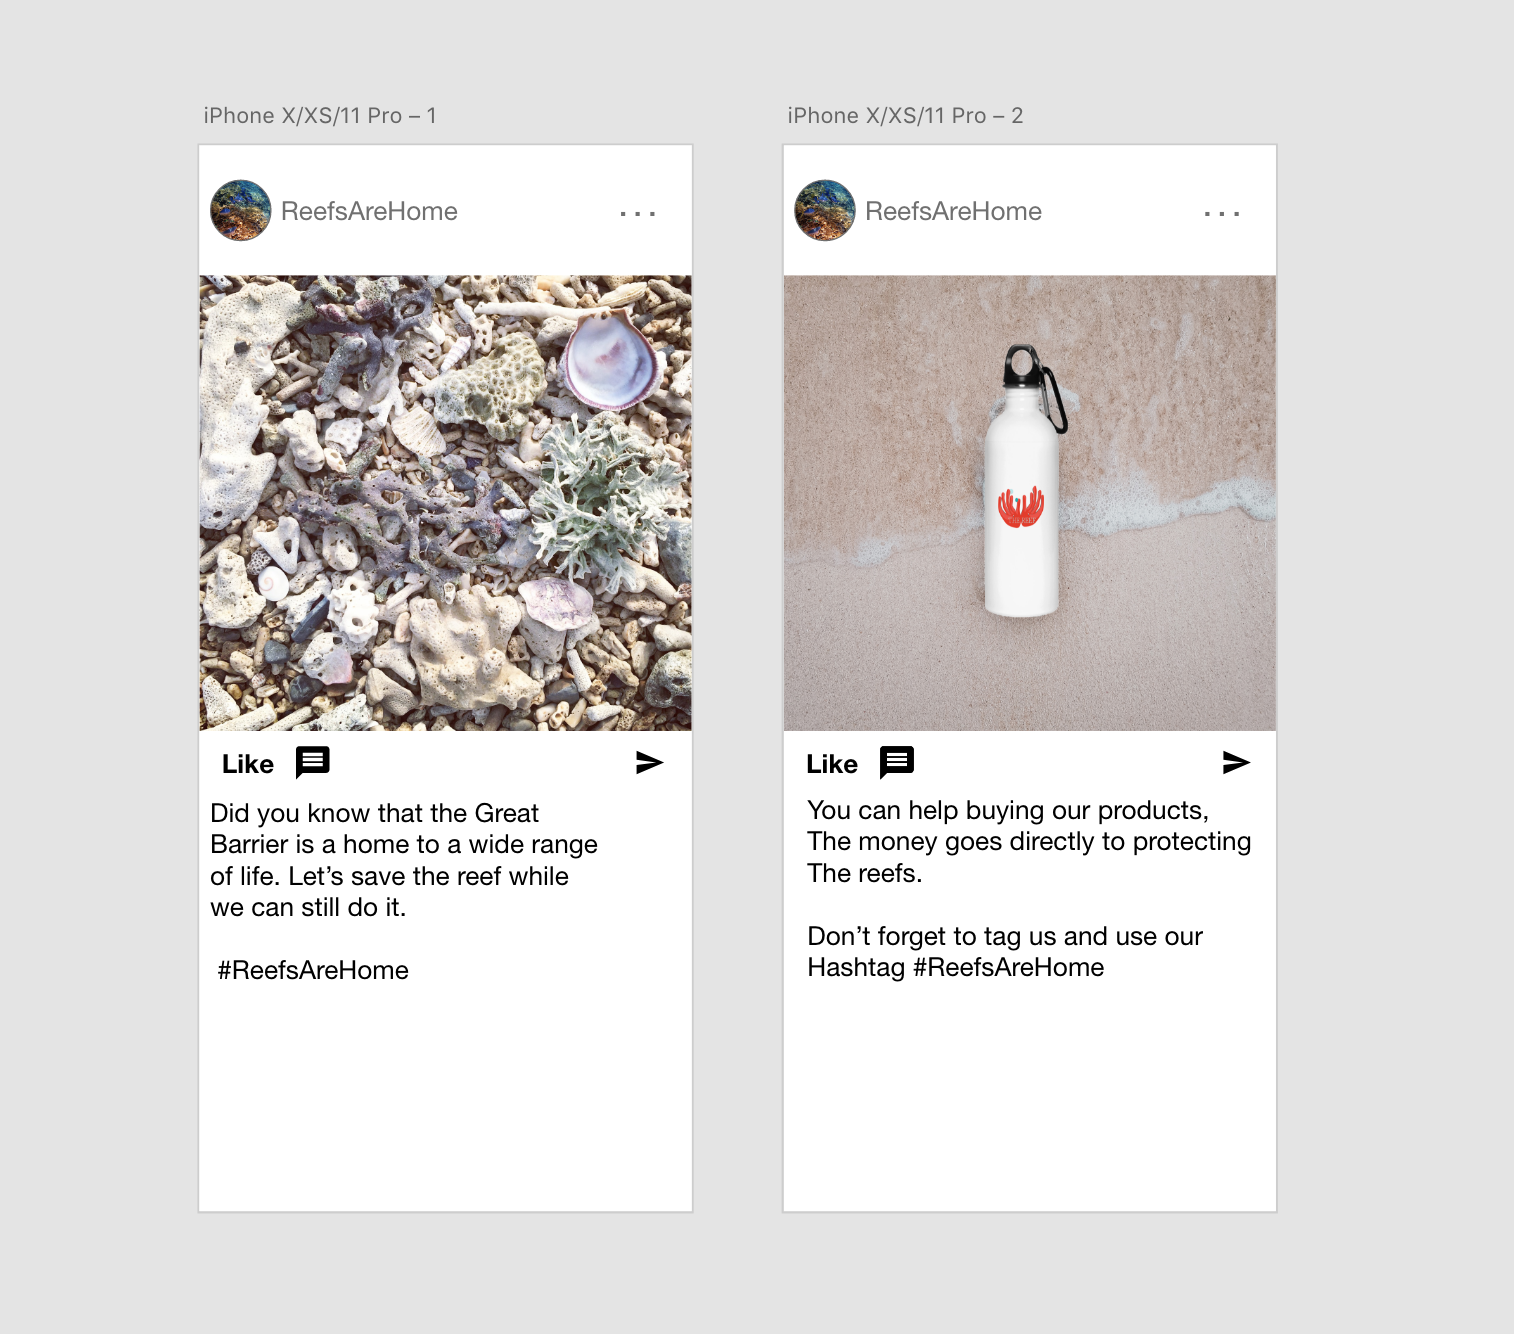 iPhone X/XS/11 Pro – 1
ReefsAreHome
Like
Did you know that the Great
Barrier is a home to a wide range
of life. Let’s save the reef while
we can still do it.
#ReefsAreHome
iPhone X/XS/11 Pro – 2
ReefsAreHome
THE REEF
Like
You can help buying our products,
The money goes directly to protecting
The reefs.
Don’t forget to tag us and use our
Hashtag #ReefsAreHome